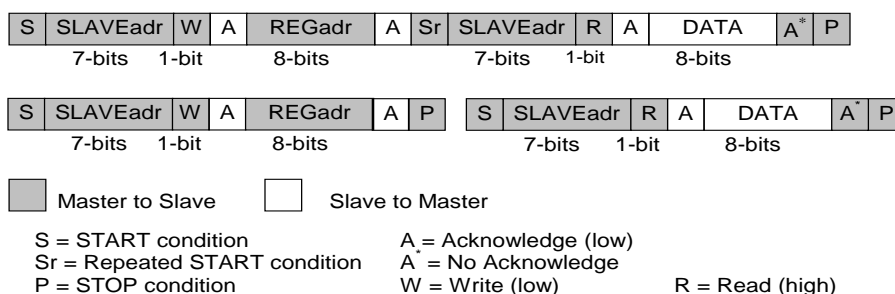 S SLAVEadr W A REGadr A Sr SLAVEadr R A DATA A* P
7-bits 1-bit 8-bits 7-bits 1-bit 8-bits
S SLAVEadr W A REGadr A P S SLAVEadr R A DATA A* P
7-bits 1-bit 8-bits 7-bits 1-bit 8-bits
Master to Slave Slave to Master
S = START condition A = Acknowledge (low)
Sr = Repeated START condition A* = No Acknowledge
P = STOP condition W = Write (low) R = Read (high)